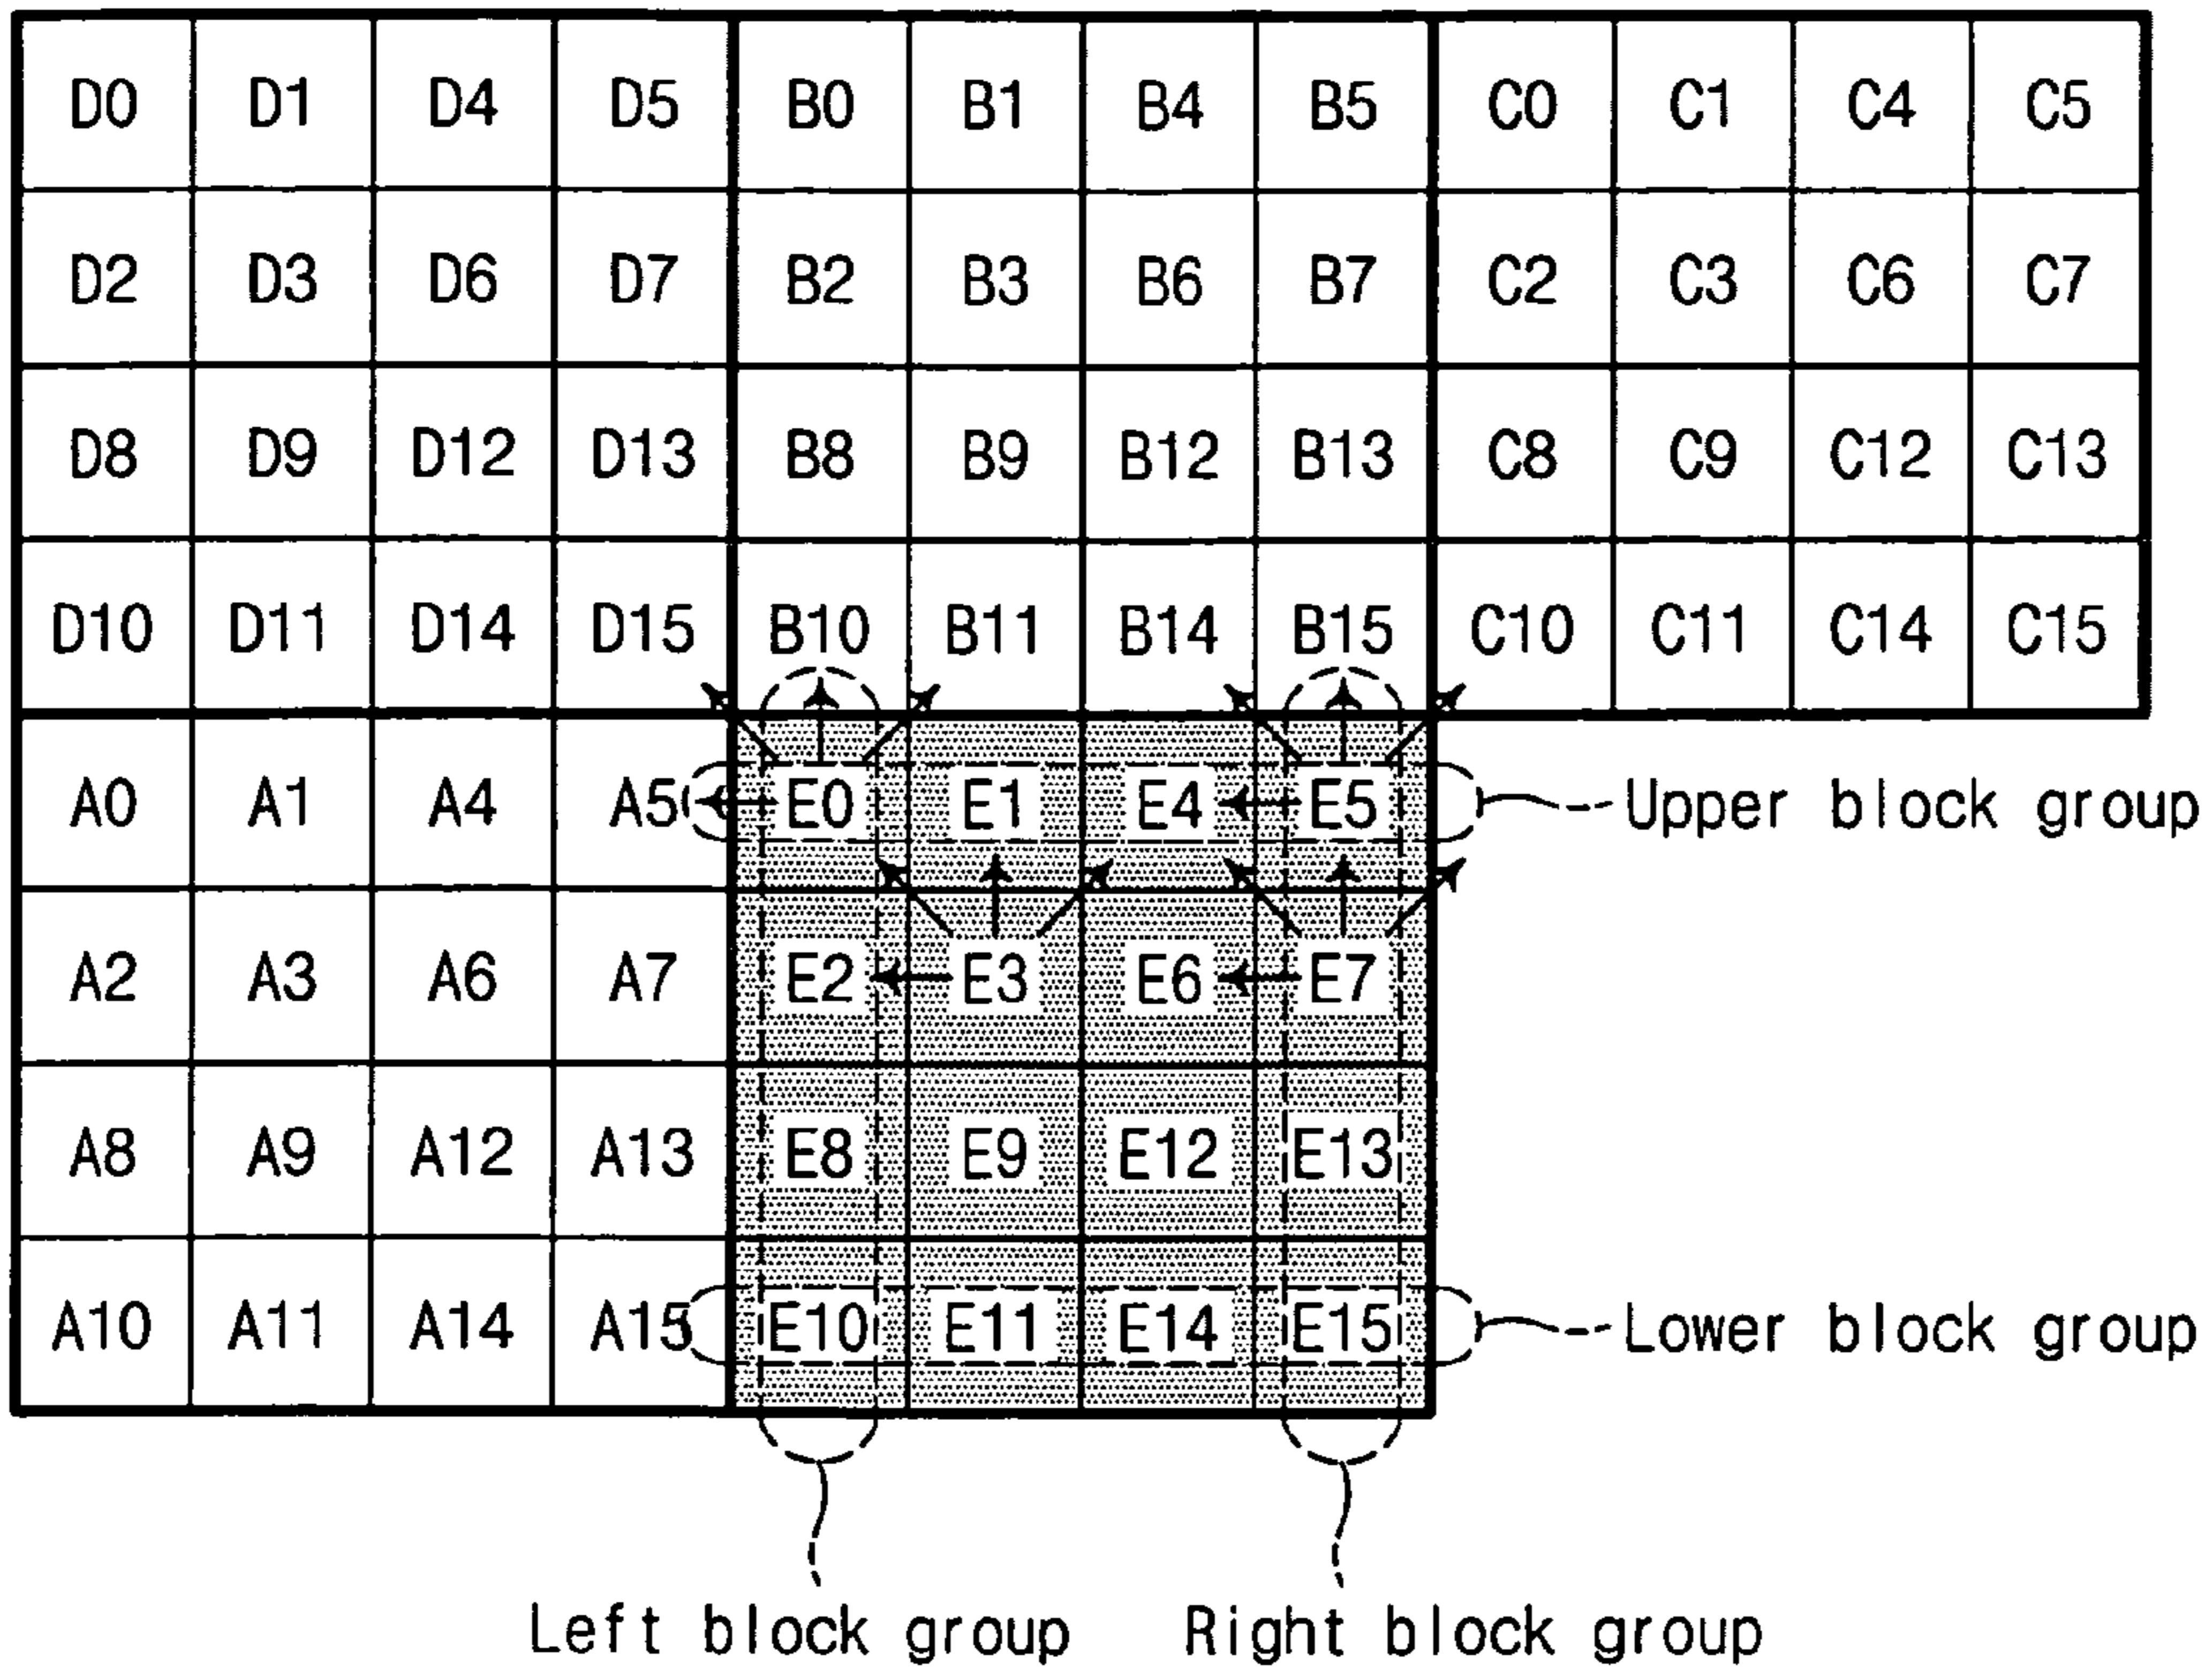 D0 D1 D4 D5 B0 B1 B4 B5 C0 C1 C4 C5
D2 D3 D6 D7 B2 B3 B6 B7 C2 C3 C6 C7
D8 D9 D12 D13 B8 B9 B12 B13 C8 C9 C12 C13
D10 D11 D14 D15 B10 B11 B14 B15 C10 C11 C14 C15
A0 A1 A4 A5 E0 E1 E4 E5 Upper block group
A2 A3 A6 A7 E2 E3 E6 E7
A8 A9 A12 A13 E8 E9 E12 E13
A10 A11 A14 A15 E10 E11 E14 E15 Lower block group
Left block group Right block group